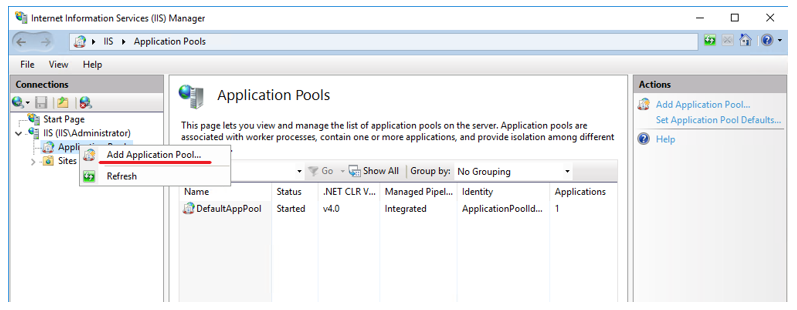 Internet Information Services (IIS) Manager
IIS Application Pools
File View Help
Connections
Start Page
IIS (IIS\Administrator)
Sites
Add Application Pool...
Refresh
Application Pools
This page lets you view and manage the list of application pools on the server. Application pools are
associated with worker processes, contain one or more applications, and provide isolation among different
Go Show All Group by: No Grouping
Name Status .NET CLR V... Managed Pipel... Identity Applications
DefaultAppPool Started v4.0 Integrated ApplicationPoolId... 1
Actions
Add Application Pool...
Set Application Pool Defaults...
Help